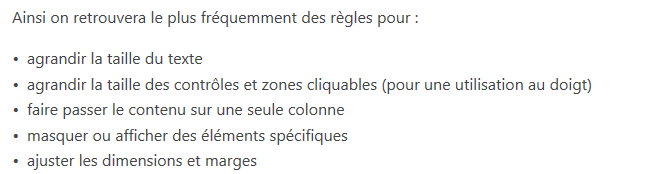 Ainsi on retrouvera le plus fréquemment des règles pour :
• agrandir la taille du texte
• agrandir la taille des contrôles et zones cliquables (pour une utilisation au doigt)
• faire passer le contenu sur une seule colonne
• masquer ou afficher des éléments spécifiques
• ajuster les dimensions et marges